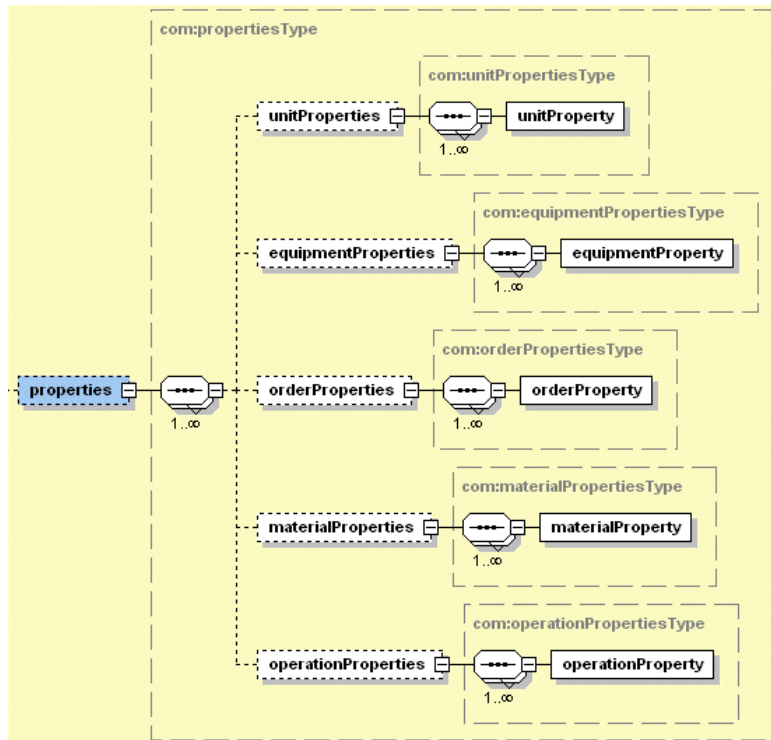 com:propertiesType
com:unitPropertiesType
unitProperties
unitProperty
1..∞
com:equipmentPropertiesType
equipmentProperties
equipmentProperty
1..∞
com:orderPropertiesType
properties
orderProperties
orderProperty
1..∞
1..∞
com:materialPropertiesType
materialProperties
materialProperty
1..∞
com:operationPropertiesType
operationProperties
operationProperty
1..∞